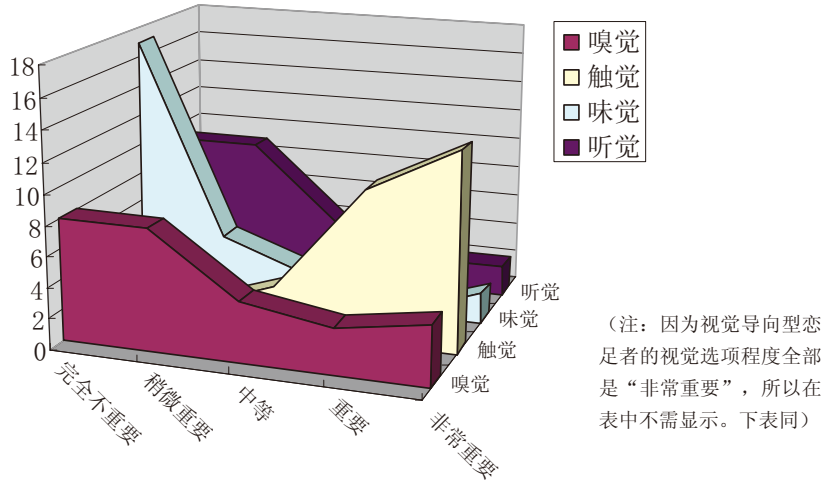 18
16
14
12
10
8
6
4
2
0
完全不重要
稍微重要
中等
重要
非常重要
嗅觉
触觉
味觉
听觉
嗅觉
触觉
味觉
听觉
（注：因为视觉导向型恋
足者的视觉选项程度全部
是“非常重要”，所以在
表中不需显示。下表同）